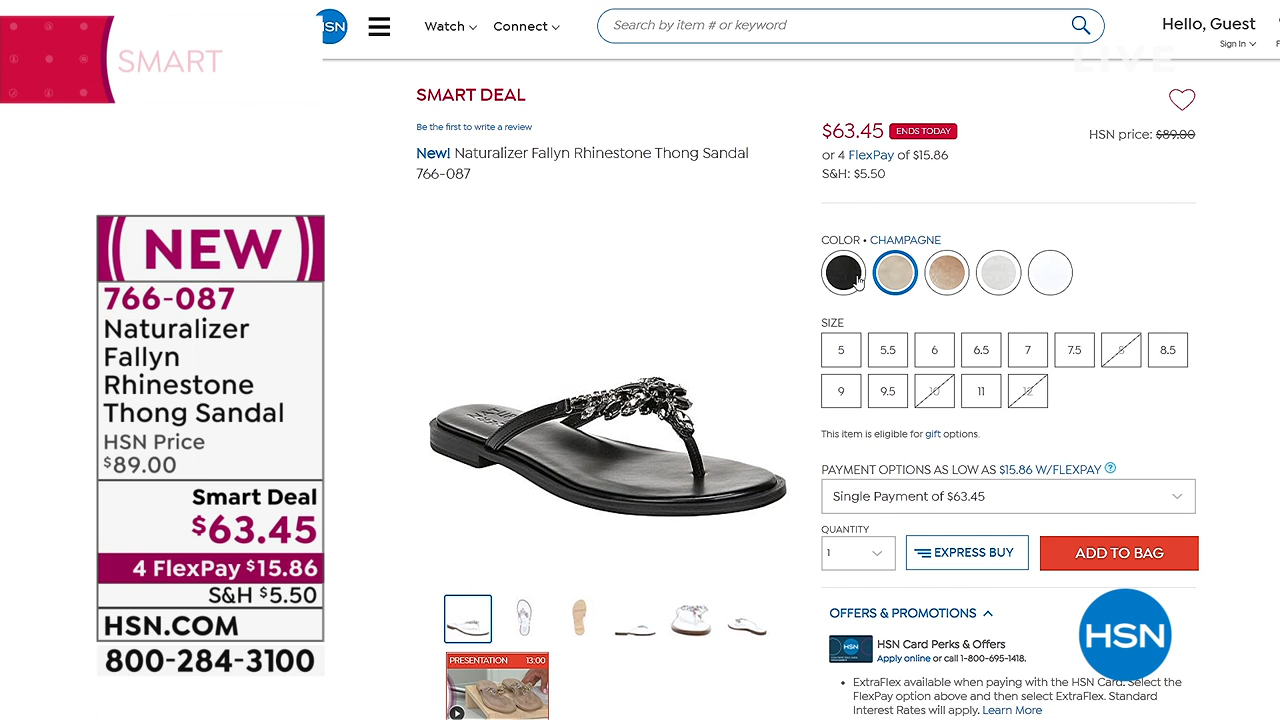 SMART
HSN
Watch
Connect
Search by item # or keyword
Hello, Guest
Sign In
LIVE
SMART DEAL
Be the first to write a review
New! Naturalizer Fallyn Rhinestone Thong Sandal
766-087
$63.45 ENDS TODAY
HSN price: $89.00
or 4 FlexPay of $15.86
S&H: $5.50
COLOR • CHAMPAGNE
SIZE
5 5.5 6 6.5 7 7.5 8 8.5
9 9.5 10 11 12
This item is eligible for gift options.
PAYMENT OPTIONS AS LOW AS $15.86 W/FLEXPAY ?
Single Payment of $63.45
QUANTITY
1
EXPRESS BUY
ADD TO BAG
OFFERS & PROMOTIONS
HSN
HSN Card Perks & Offers
Apply online or call 1-800-695-1418.
• ExtraFlex available when paying with the HSN Card. Select the
FlexPay option above and then select ExtraFlex. Standard
Interest Rates will apply. Learn More
HSN
PRESENTATION 13:00
NEW
766-087
Naturalizer
Fallyn
Rhinestone
Thong Sandal
HSN Price
$89.00
Smart Deal
$63.45
4 FlexPay $15.86
S&H $5.50
HSN.COM
800-284-3100